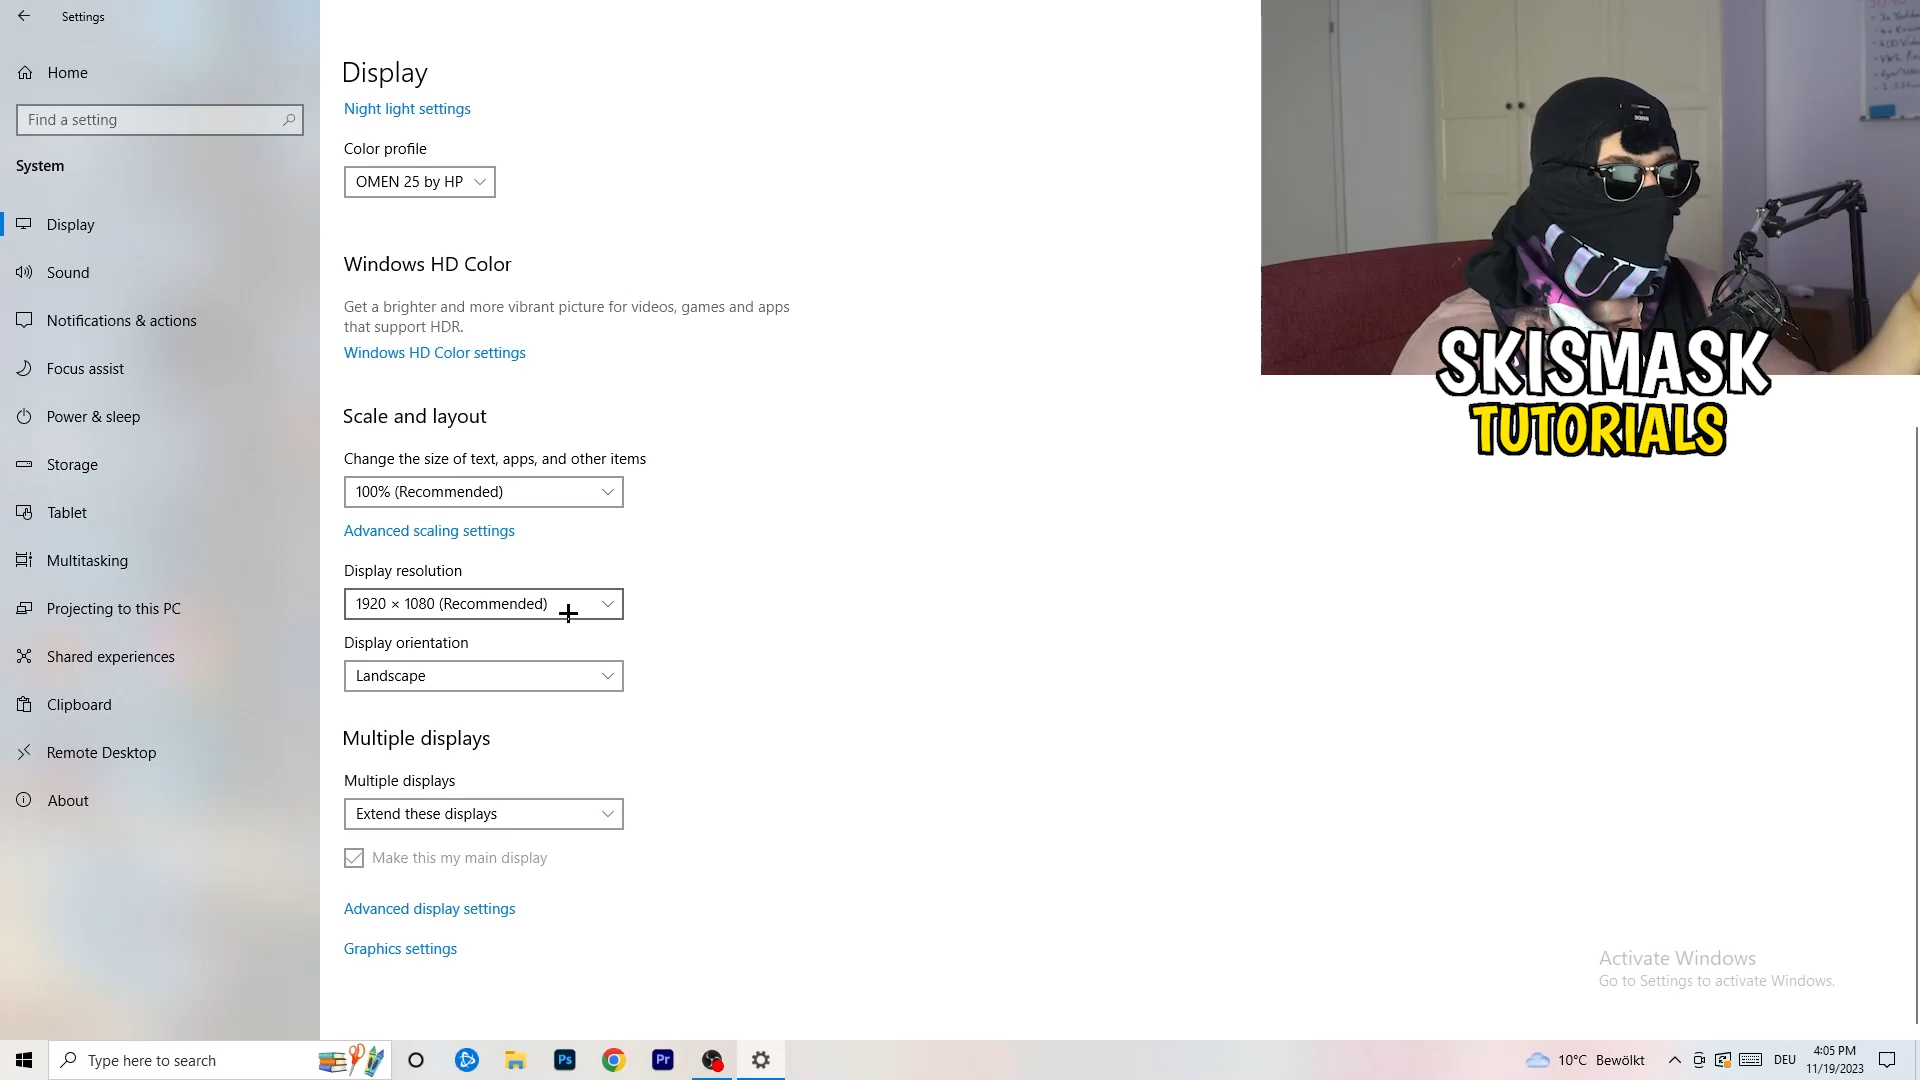 Settings
Home
Find a setting
System
Display
Sound
Notifications & actions
Focus assist
Power & sleep
Storage
Tablet
Multitasking
Projecting to this PC
Shared experiences
Clipboard
Remote Desktop
About
Display
Night light settings
Color profile
OMEN 25 by HP
Windows HD Color
Get a brighter and more vibrant picture for videos, games and apps
that support HDR.
Windows HD Color settings
Scale and layout
Change the size of text, apps, and other items
100% (Recommended)
Advanced scaling settings
Display resolution
1920 × 1080 (Recommended)
Display orientation
Landscape
Multiple displays
Multiple displays
Extend these displays
Make this my main display
Advanced display settings
Graphics settings
SKISMASK
TUTORIALS
Activate Windows
Go to Settings to activate Windows.
Type here to search
Ps
Pr
10°C Bewölkt
DEU
4:05 PM
11/19/2023